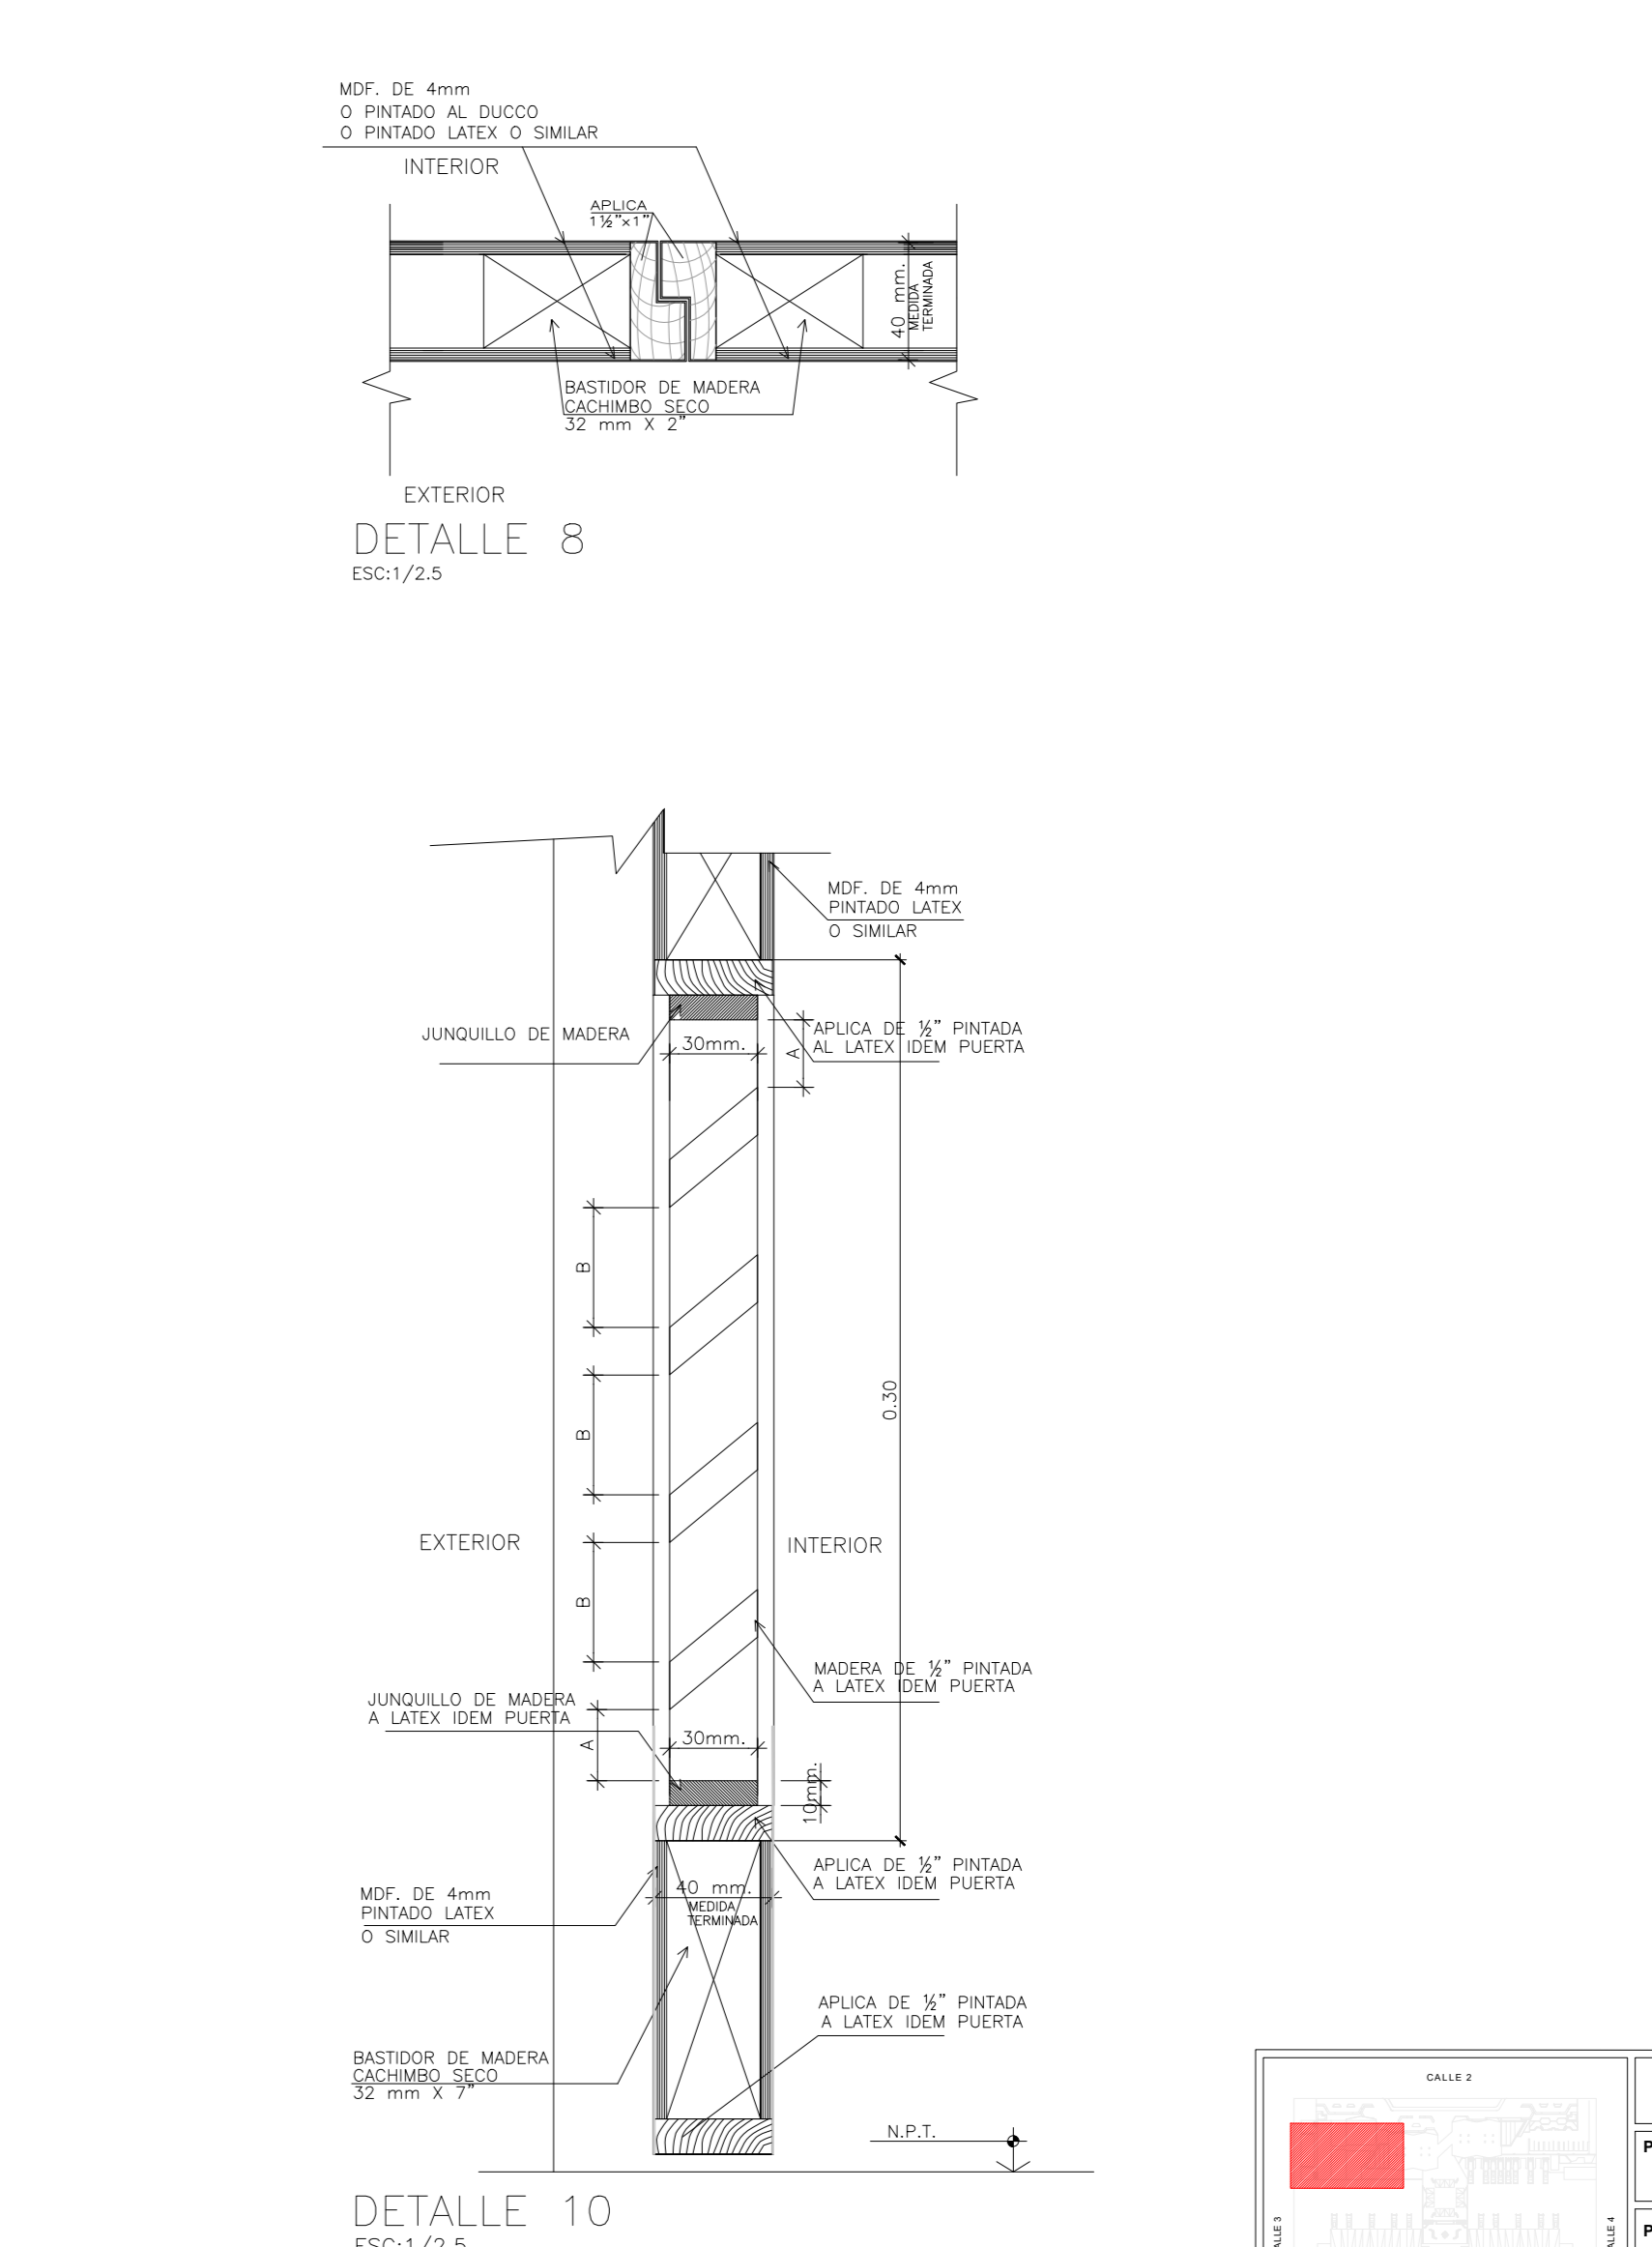 MDF. DE 4mm
O PINTADO AL DUCCO
O PINTADO LATEX O SIMILAR
INTERIOR
APLICA
1½"x1"
40 mm.
MEDIDA
TERMINADA
BASTIDOR DE MADERA
CACHIMBO SECO
32 mm X 2"
EXTERIOR
DETALLE 8
ESC:1/2.5
MDF. DE 4mm
PINTADO LATEX
O SIMILAR
JUNQUILLO DE MADERA
30mm.
A
APLICA DE ½" PINTADA
AL LATEX IDEM PUERTA
B
B
0.30
EXTERIOR
INTERIOR
B
MADERA DE ½" PINTADA
A LATEX IDEM PUERTA
JUNQUILLO DE MADERA
A LATEX IDEM PUERTA
A
30mm.
10mm.
APLICA DE ½" PINTADA
A LATEX IDEM PUERTA
40 mm.
MEDIDA
TERMINADA
MDF. DE 4mm
PINTADO LATEX
O SIMILAR
APLICA DE ½" PINTADA
A LATEX IDEM PUERTA
BASTIDOR DE MADERA
CACHIMBO SECO
32 mm X 7"
N.P.T.
DETALLE 10
ESC:1/2.5
CALLE 2